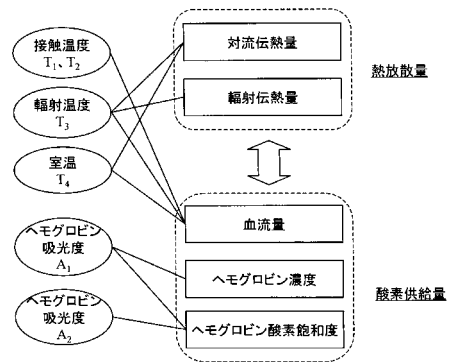 接触温度
T₁、T₂
輻射温度
T₃
室温
T₄
ヘモグロビン
吸光度
A₁
ヘモグロビン
吸光度
A₂
対流伝熱量
輻射伝熱量
熱放散量
血流量
ヘモグロビン濃度
ヘモグロビン酸素飽和度
酸素供給量